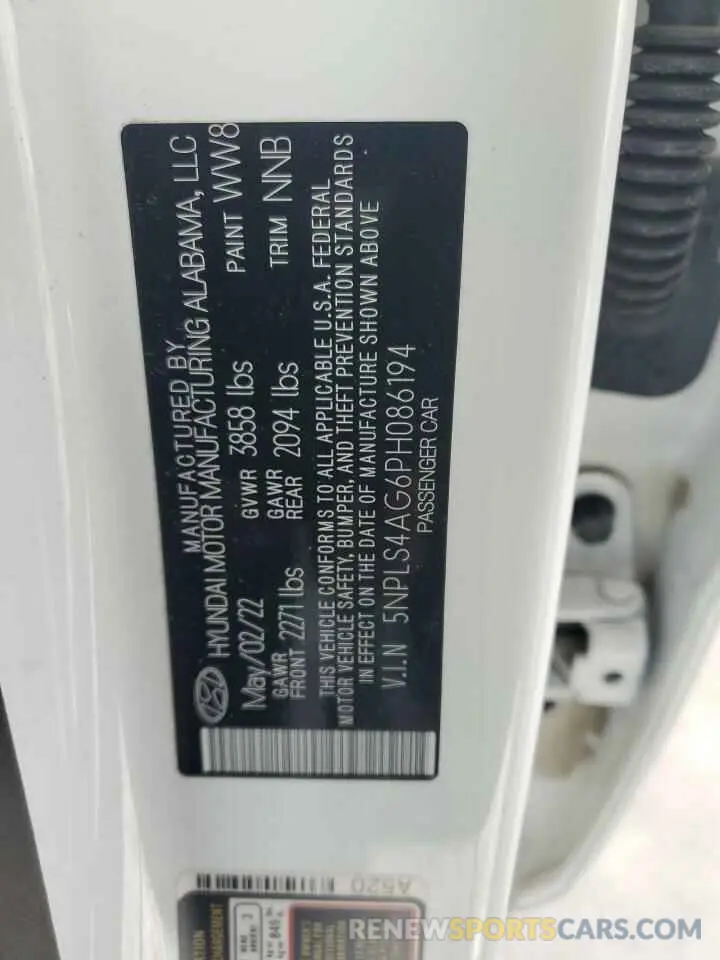 MANUFACTURED BY
HYUNDAI MOTOR MANUFACTURING ALABAMA, LLC
May/02/22 GVWR 3858 lbs PAINT WW8
GAWR FRONT 2271 lbs GAWR REAR 2094 lbs TRIM NNB
THIS VEHICLE CONFORMS TO ALL APPLICABLE U.S.A. FEDERAL
MOTOR VEHICLE SAFETY, BUMPER, AND THEFT PREVENTION STANDARDS
IN EFFECT ON THE DATE OF MANUFACTURE SHOWN ABOVE
V.I.N 5NPLS4AG6PH086194
PASSENGER CAR
A520
RENEWSPORTSCARS.COM